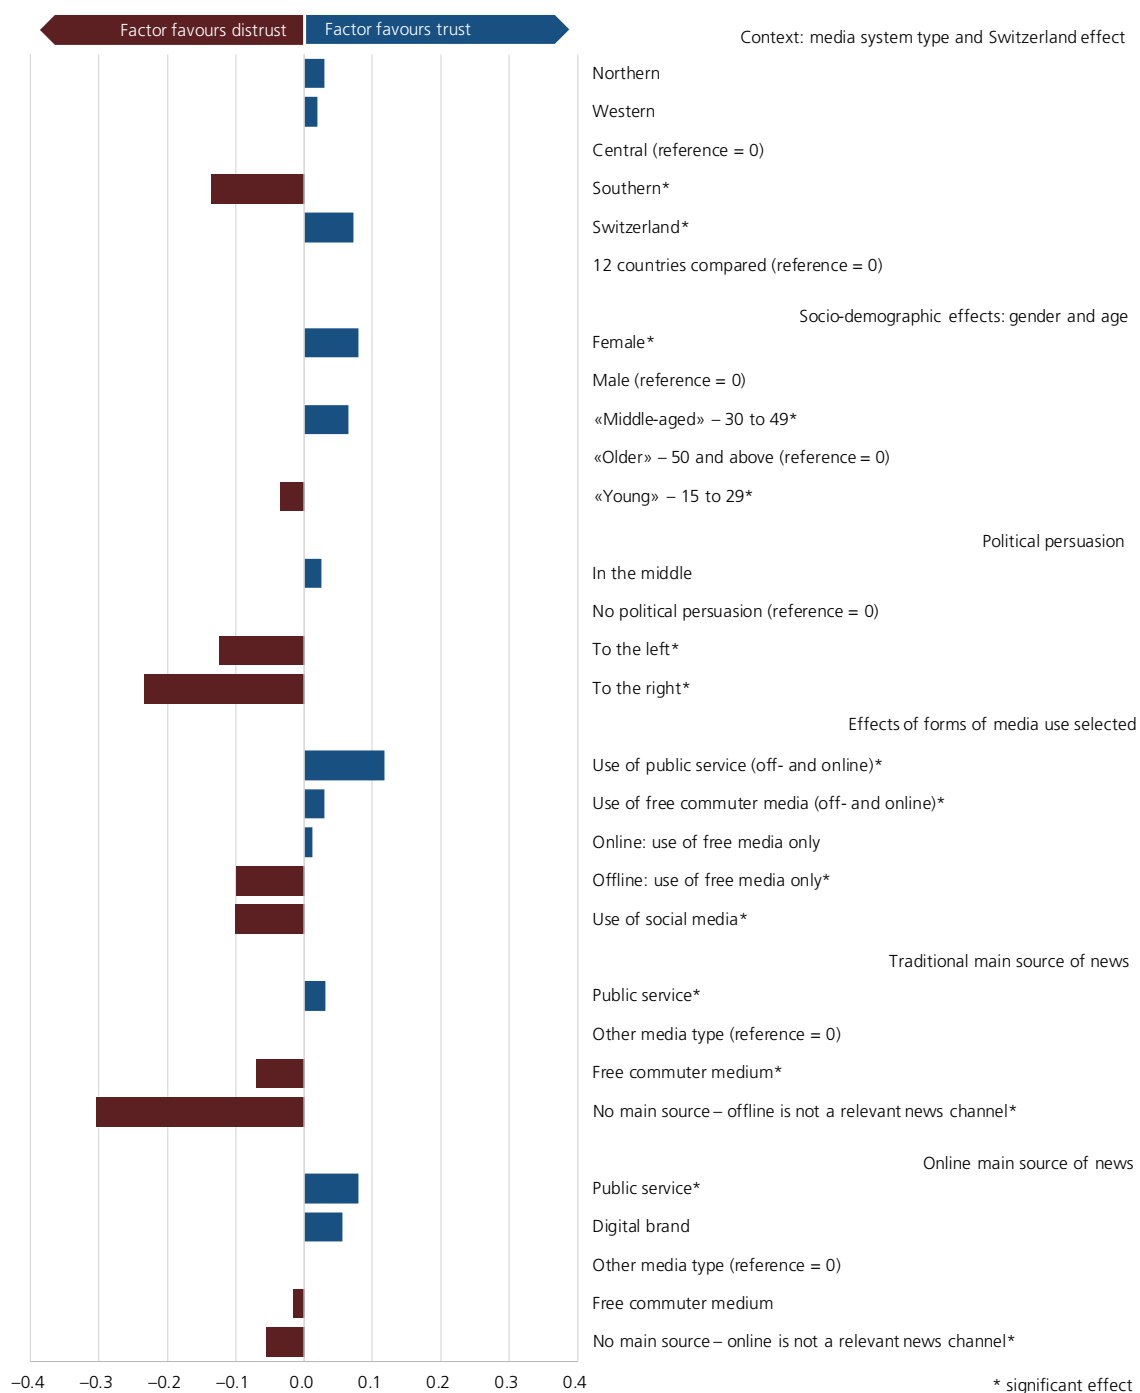 Factor favours distrust
Factor favours trust
Context: media system type and Switzerland effect
Northern
Western
Central (reference = 0)
Southern*
Switzerland*
12 countries compared (reference = 0)
Socio-demographic effects: gender and age
Female*
Male (reference = 0)
«Middle-aged» – 30 to 49*
«Older» – 50 and above (reference = 0)
«Young» – 15 to 29*
Political persuasion
In the middle
No political persuasion (reference = 0)
To the left*
To the right*
Effects of forms of media use selected
Use of public service (off- and online)*
Use of free commuter media (off- and online)*
Online: use of free media only
Offline: use of free media only*
Use of social media*
Traditional main source of news
Public service*
Other media type (reference = 0)
Free commuter medium*
No main source – offline is not a relevant news channel*
Online main source of news
Public service*
Digital brand
Other media type (reference = 0)
Free commuter medium
No main source – online is not a relevant news channel*
−0.4 −0.3 −0.2 −0.1 0.0 0.1 0.2 0.3 0.4
* significant effect